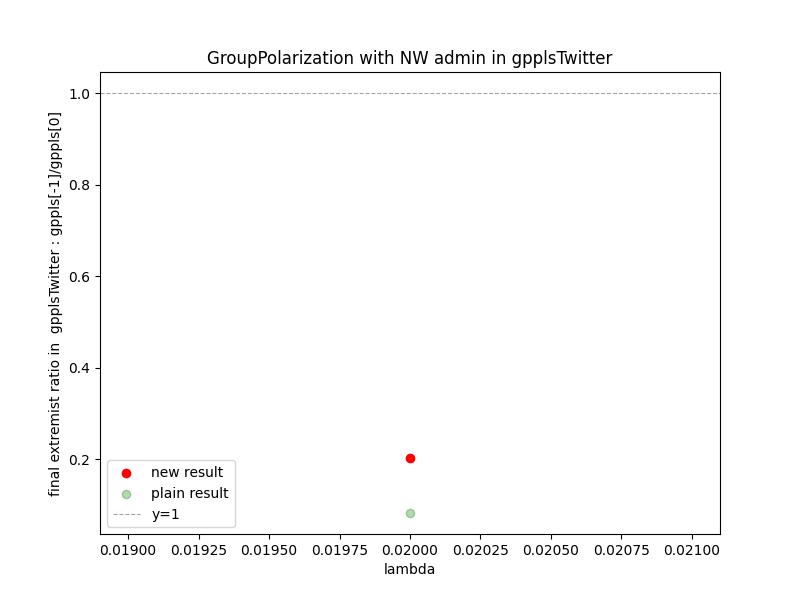 GroupPolarization with NW admin in gpplsTwitter
final extremist ratio in  gpplsTwitter : gppls[-1]/gppls[0]
1.0
0.8
0.6
0.4
0.2
new result
plain result
y=1
0.01900 0.01925 0.01950 0.01975 0.02000 0.02025 0.02050 0.02075 0.02100
lambda